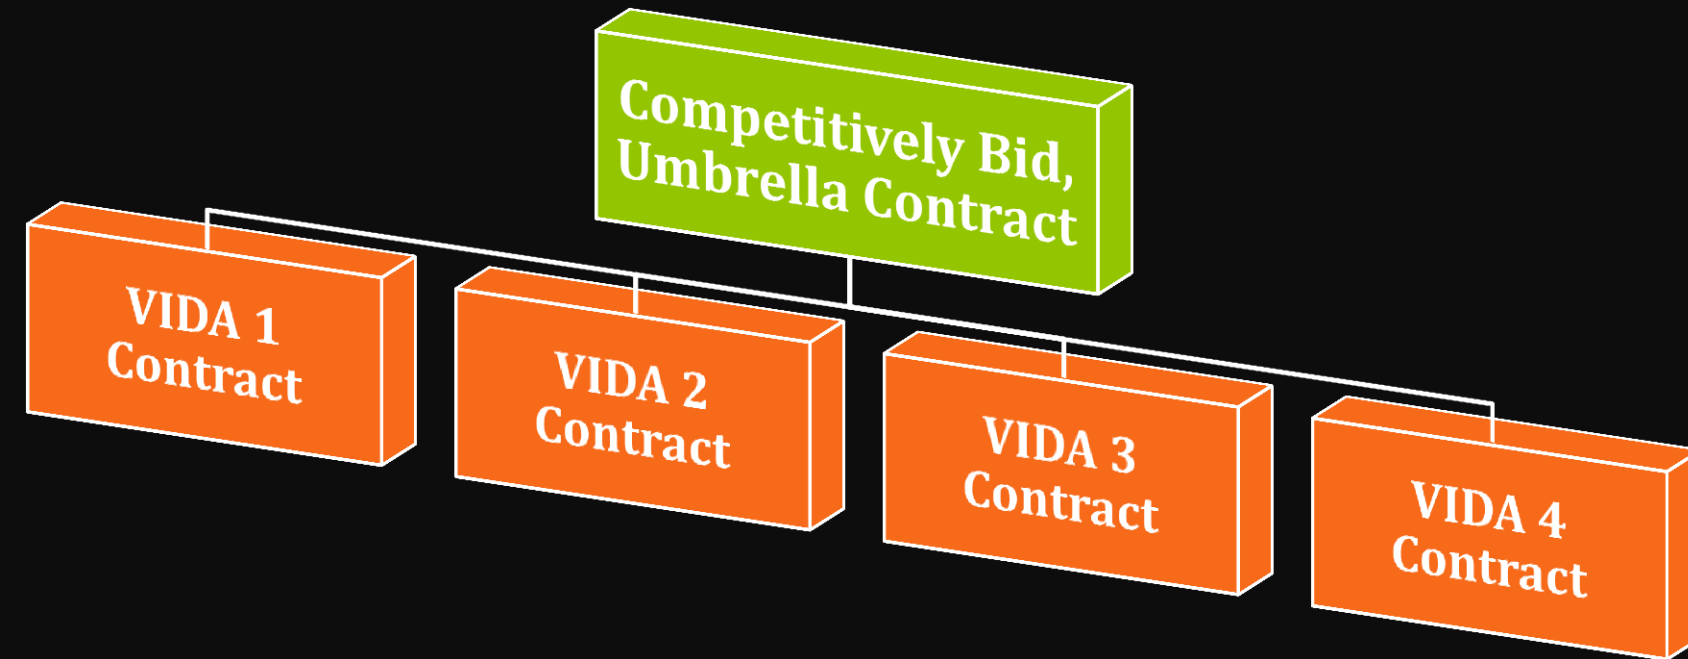 Competitively Bid,
Umbrella Contract
VIDA 1
Contract
VIDA 2
Contract
VIDA 3
Contract
VIDA 4
Contract